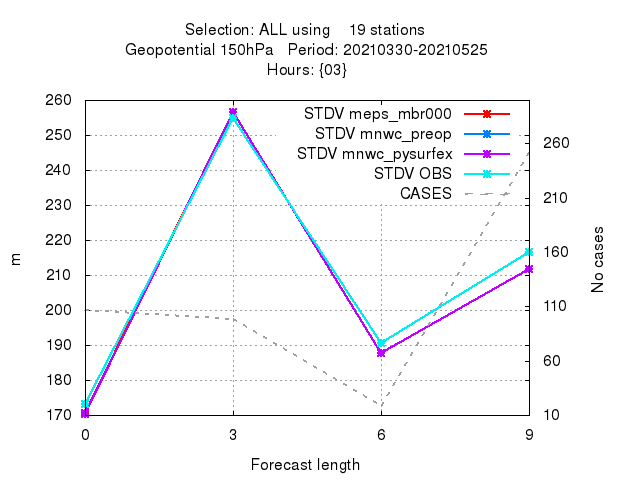 Selection: ALL using    19 stations
Geopotential 150hPa   Period: 20210330-20210525
Hours: {03}
STDV meps_mbr000
STDV mnwc_preop
STDV mnwc_pysurfex
STDV OBS
CASES
260
250
240
230
220
210
200
190
180
170
m
260
210
160
110
60
10
No cases
0 3 6 9
Forecast length